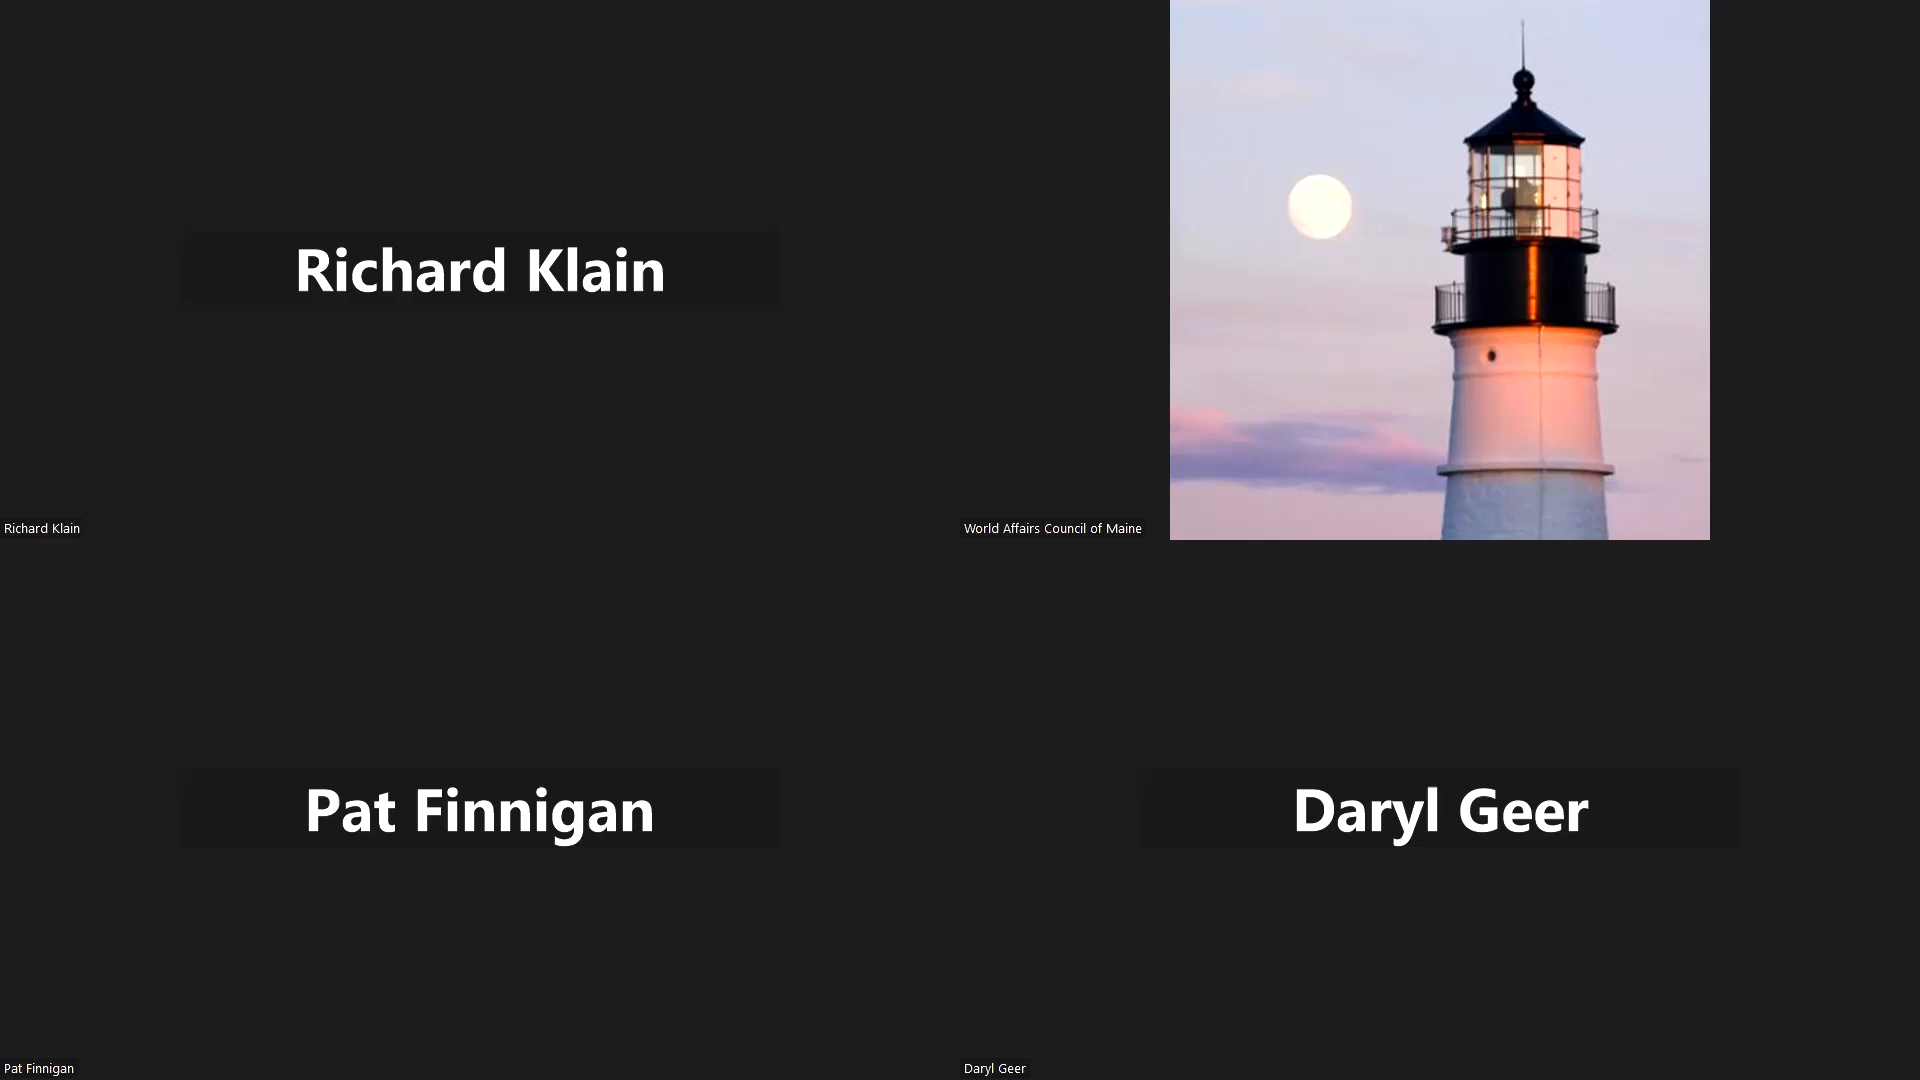 Richard Klain
Richard Klain
World Affairs Council of Maine
Pat Finnigan
Daryl Geer
Pat Finnigan
Daryl Geer